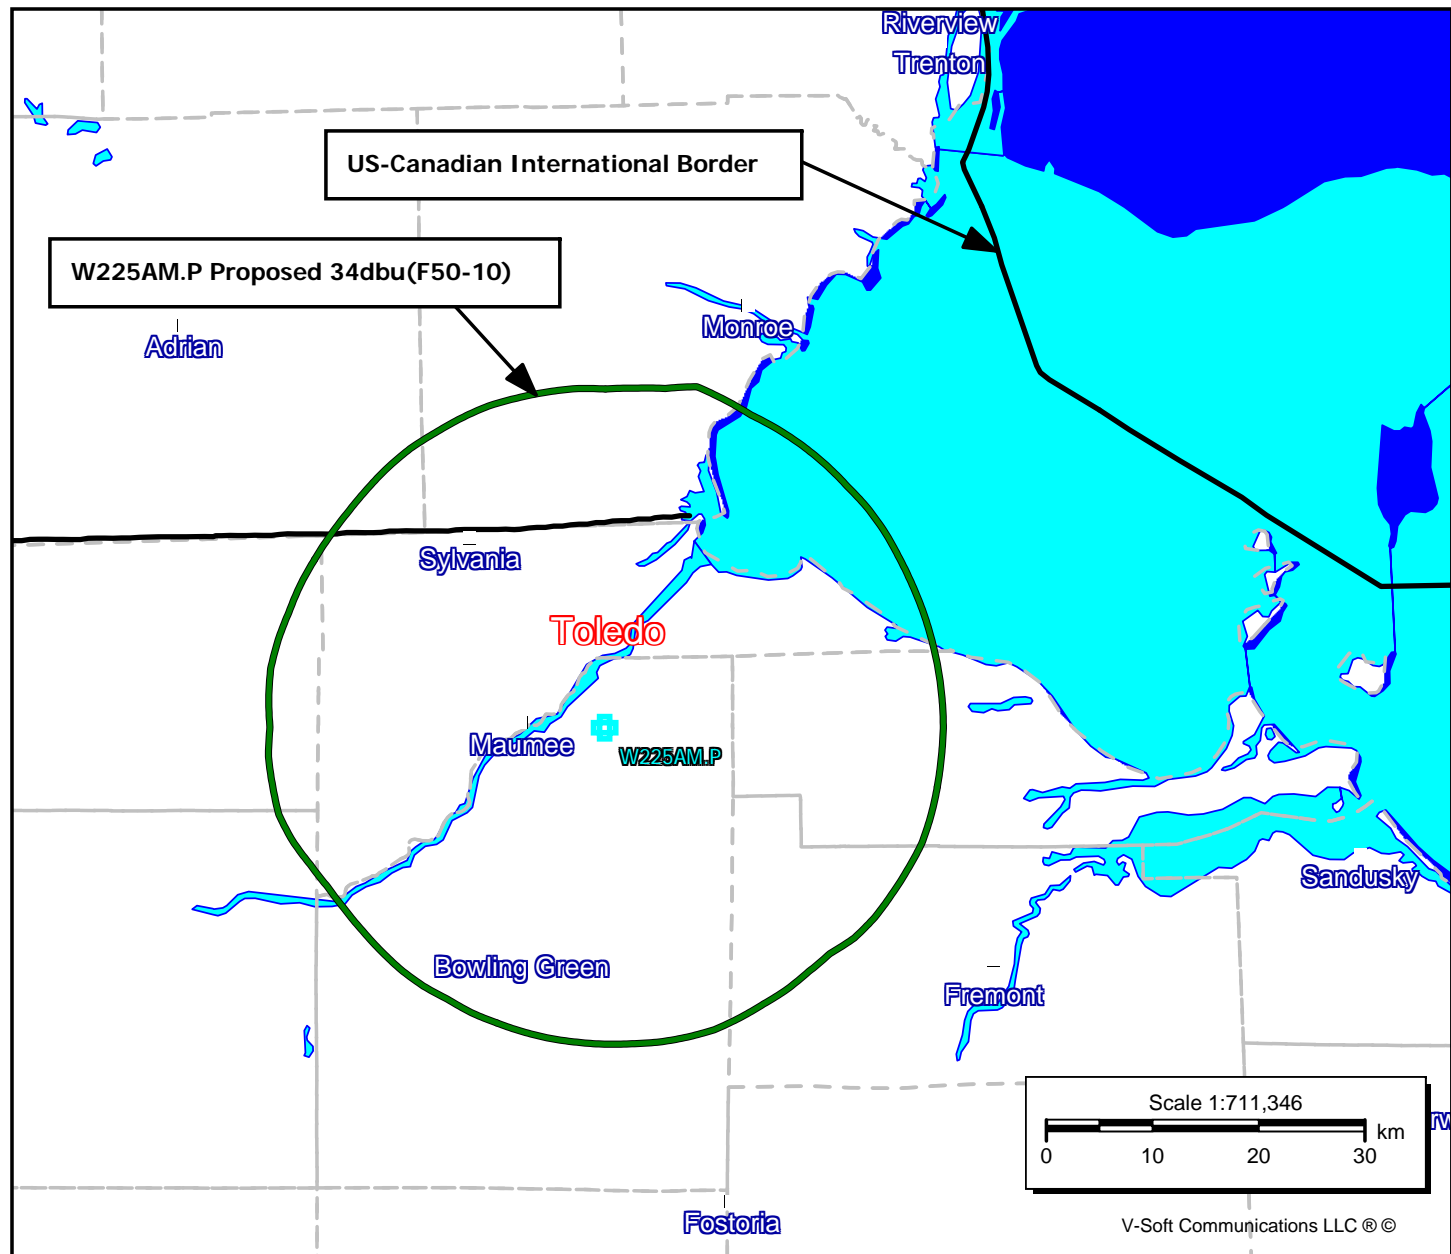 Riverview
Trenton
US-Canadian International Border
W225AM.P Proposed 34dbu(F50-10)
Monroe
Adrian
Sylvania
Toledo
Maumee
W225AM.P
Sandusky
Bowling Green
Fremont
Scale 1:711,346
km
0 10 20 30
Fostoria
V-Soft Communications LLC ® ©